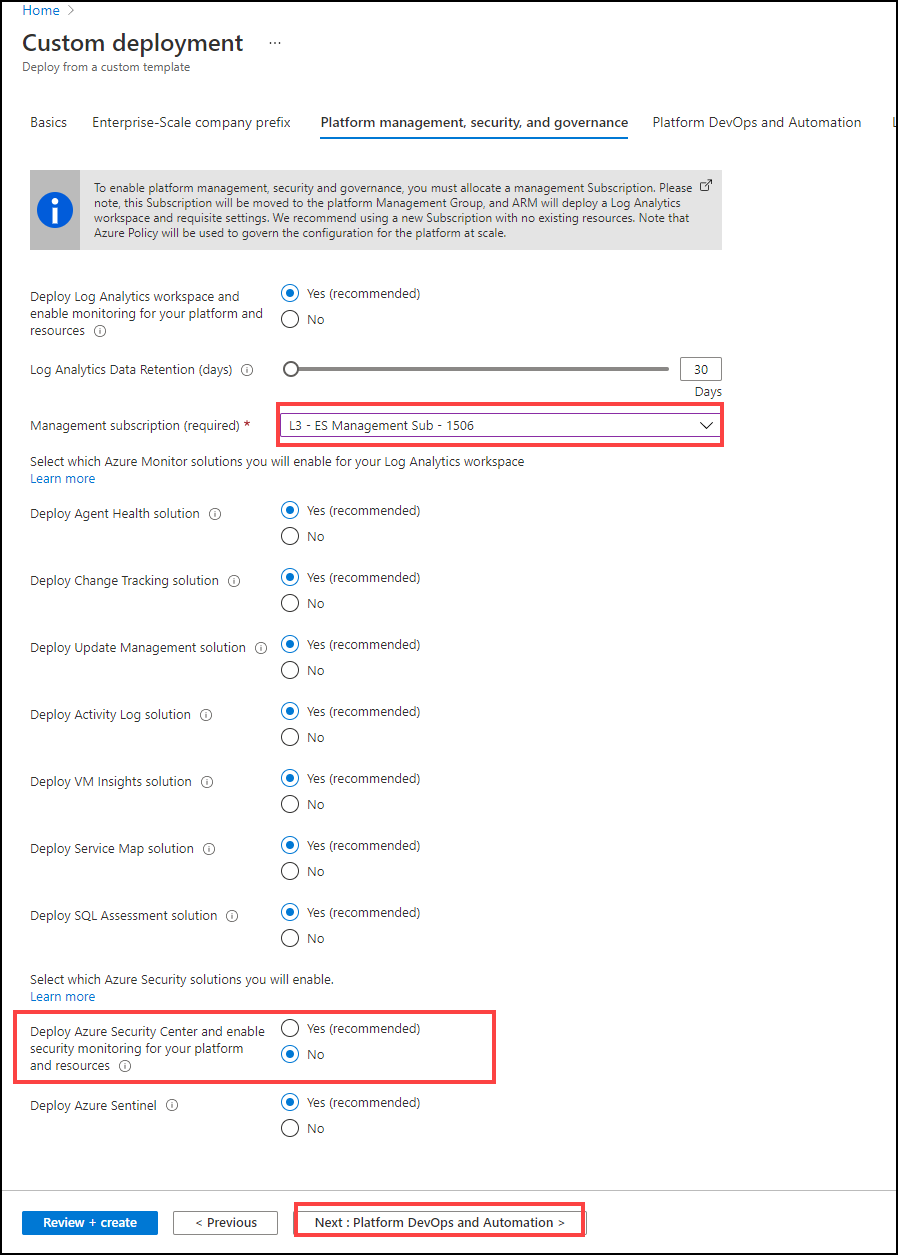 Home >
Custom deployment ...
Deploy from a custom template
Basics Enterprise-Scale company prefix Platform management, security, and governance Platform DevOps and Automation
To enable platform management, security and governance, you must allocate a management Subscription. Please
note, this Subscription will be moved to the platform Management Group, and ARM will deploy a Log Analytics
workspace and requisite settings. We recommend using a new Subscription with no existing resources. Note that
Azure Policy will be used to govern the configuration for the platform at scale.
Deploy Log Analytics workspace and
enable monitoring for your platform and
resources
Yes (recommended)
No
Log Analytics Data Retention (days)
30
Days
Management subscription (required) *
L3 - ES Management Sub - 1506
Select which Azure Monitor solutions you will enable for your Log Analytics workspace
Learn more
Deploy Agent Health solution
Yes (recommended)
No
Deploy Change Tracking solution
Yes (recommended)
No
Deploy Update Management solution
Yes (recommended)
No
Deploy Activity Log solution
Yes (recommended)
No
Deploy VM Insights solution
Yes (recommended)
No
Deploy Service Map solution
Yes (recommended)
No
Deploy SQL Assessment solution
Yes (recommended)
No
Select which Azure Security solutions you will enable.
Learn more
Deploy Azure Security Center and enable
security monitoring for your platform
and resources
Yes (recommended)
No
Deploy Azure Sentinel
Yes (recommended)
No
Review + create
< Previous
Next : Platform DevOps and Automation >